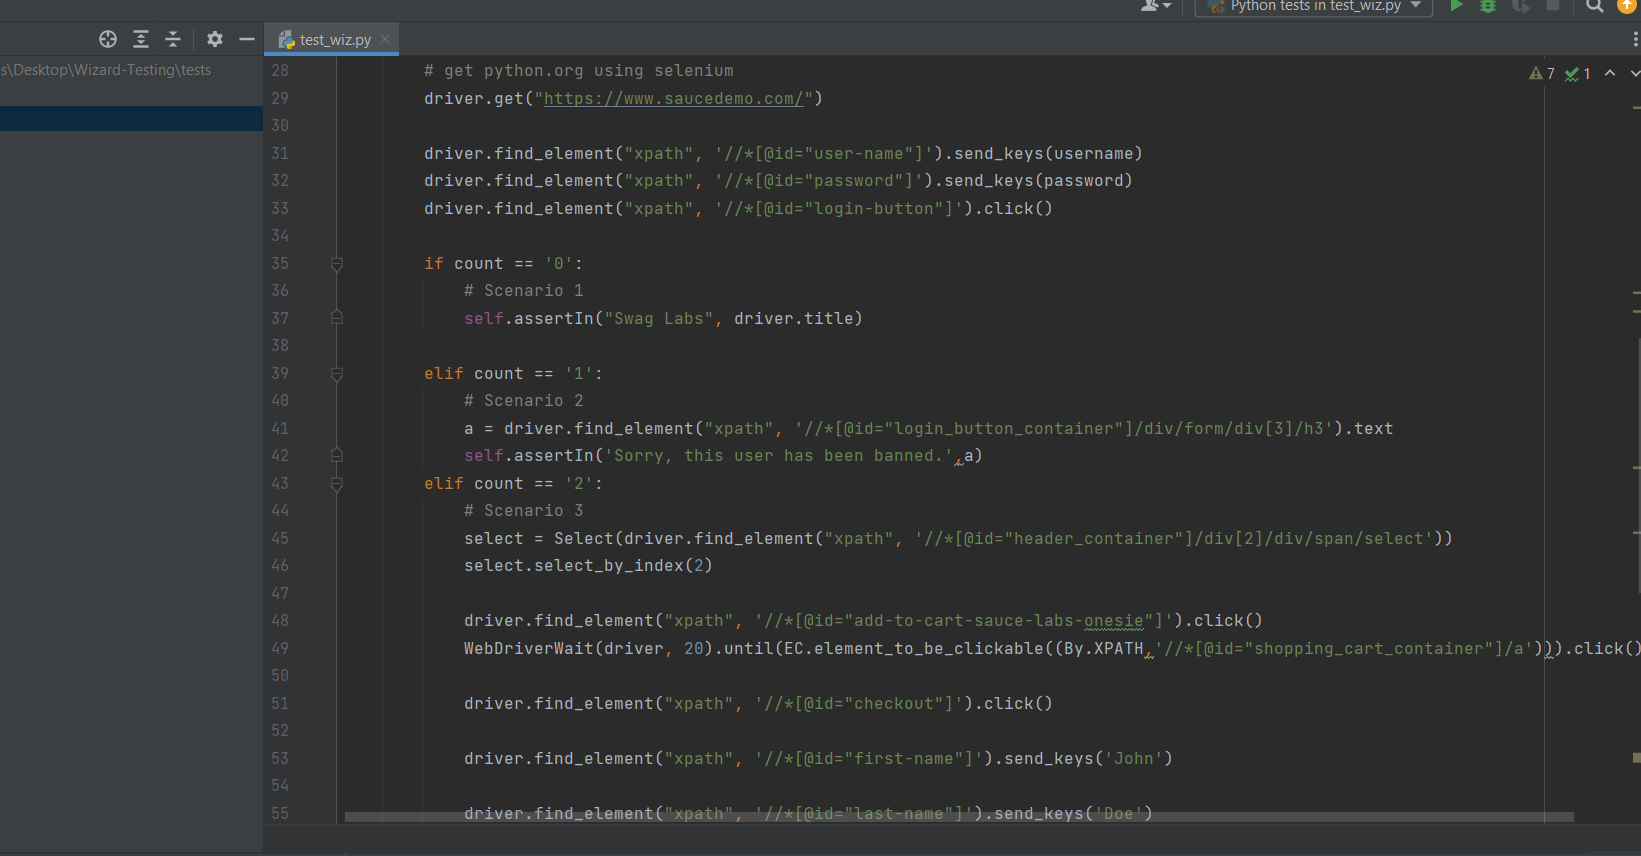 Python tests in test_wiz.py
test_wiz.py
s\Desktop\Wizard-Testing\tests
7 1
28 # get python.org using selenium
29 driver.get("https://www.saucedemo.com/")
30
31 driver.find_element("xpath", '//*[@id="user-name"]').send_keys(username)
32 driver.find_element("xpath", '//*[@id="password"]').send_keys(password)
33 driver.find_element("xpath", '//*[@id="login-button"]').click()
34
35 if count == '0':
36 # Scenario 1
37 self.assertIn("Swag Labs", driver.title)
38
39 elif count == '1':
40 # Scenario 2
41 a = driver.find_element("xpath", '//*[@id="login_button_container"]/div/form/div[3]/h3').text
42 self.assertIn('Sorry, this user has been banned.',a)
43 elif count == '2':
44 # Scenario 3
45 select = Select(driver.find_element("xpath", '//*[@id="header_container"]/div[2]/div/span/select'))
46 select.select_by_index(2)
47
48 driver.find_element("xpath", '//*[@id="add-to-cart-sauce-labs-onesie"]').click()
49 WebDriverWait(driver, 20).until(EC.element_to_be_clickable((By.XPATH,'//*[@id="shopping_cart_container"]/a'))).click()
50
51 driver.find_element("xpath", '//*[@id="checkout"]').click()
52
53 driver.find_element("xpath", '//*[@id="first-name"]').send_keys('John')
54
55 driver.find_element("xpath", '//*[@id="last-name"]').send_keys('Doe')